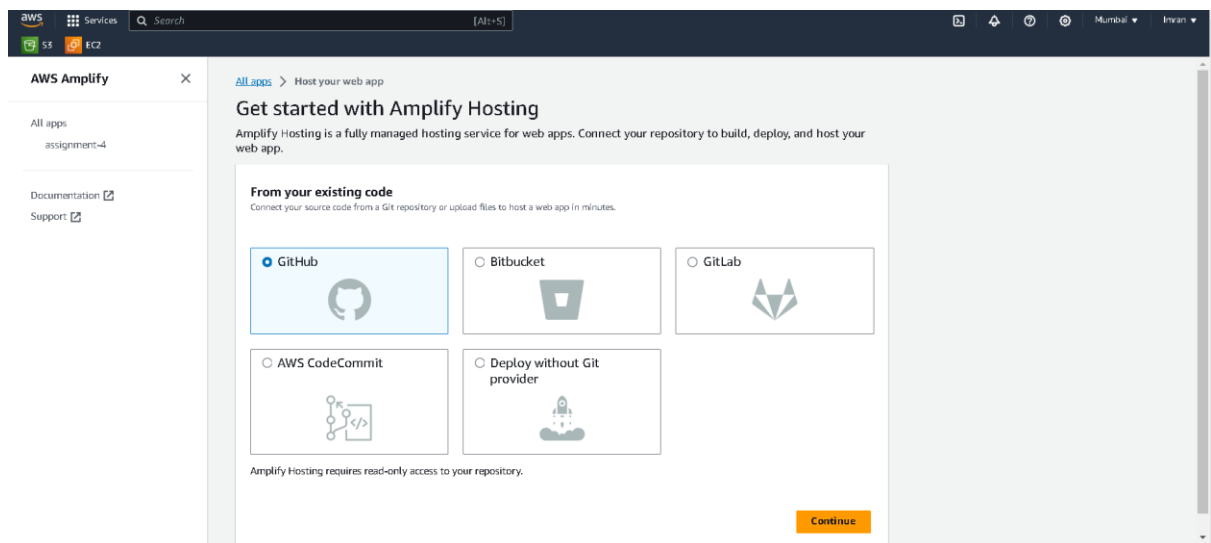 aws Services Search [Alt+S] Mumbai Imran
S3 EC2
AWS Amplify
All apps
assignment-4
Documentation
Support
All apps > Host your web app
Get started with Amplify Hosting
Amplify Hosting is a fully managed hosting service for web apps. Connect your repository to build, deploy, and host your
web app.
From your existing code
Connect your source code from a Git repository or upload files to host a web app in minutes.
GitHub
Bitbucket
GitLab
AWS CodeCommit
Deploy without Git
provider
Amplify Hosting requires read-only access to your repository.
Continue